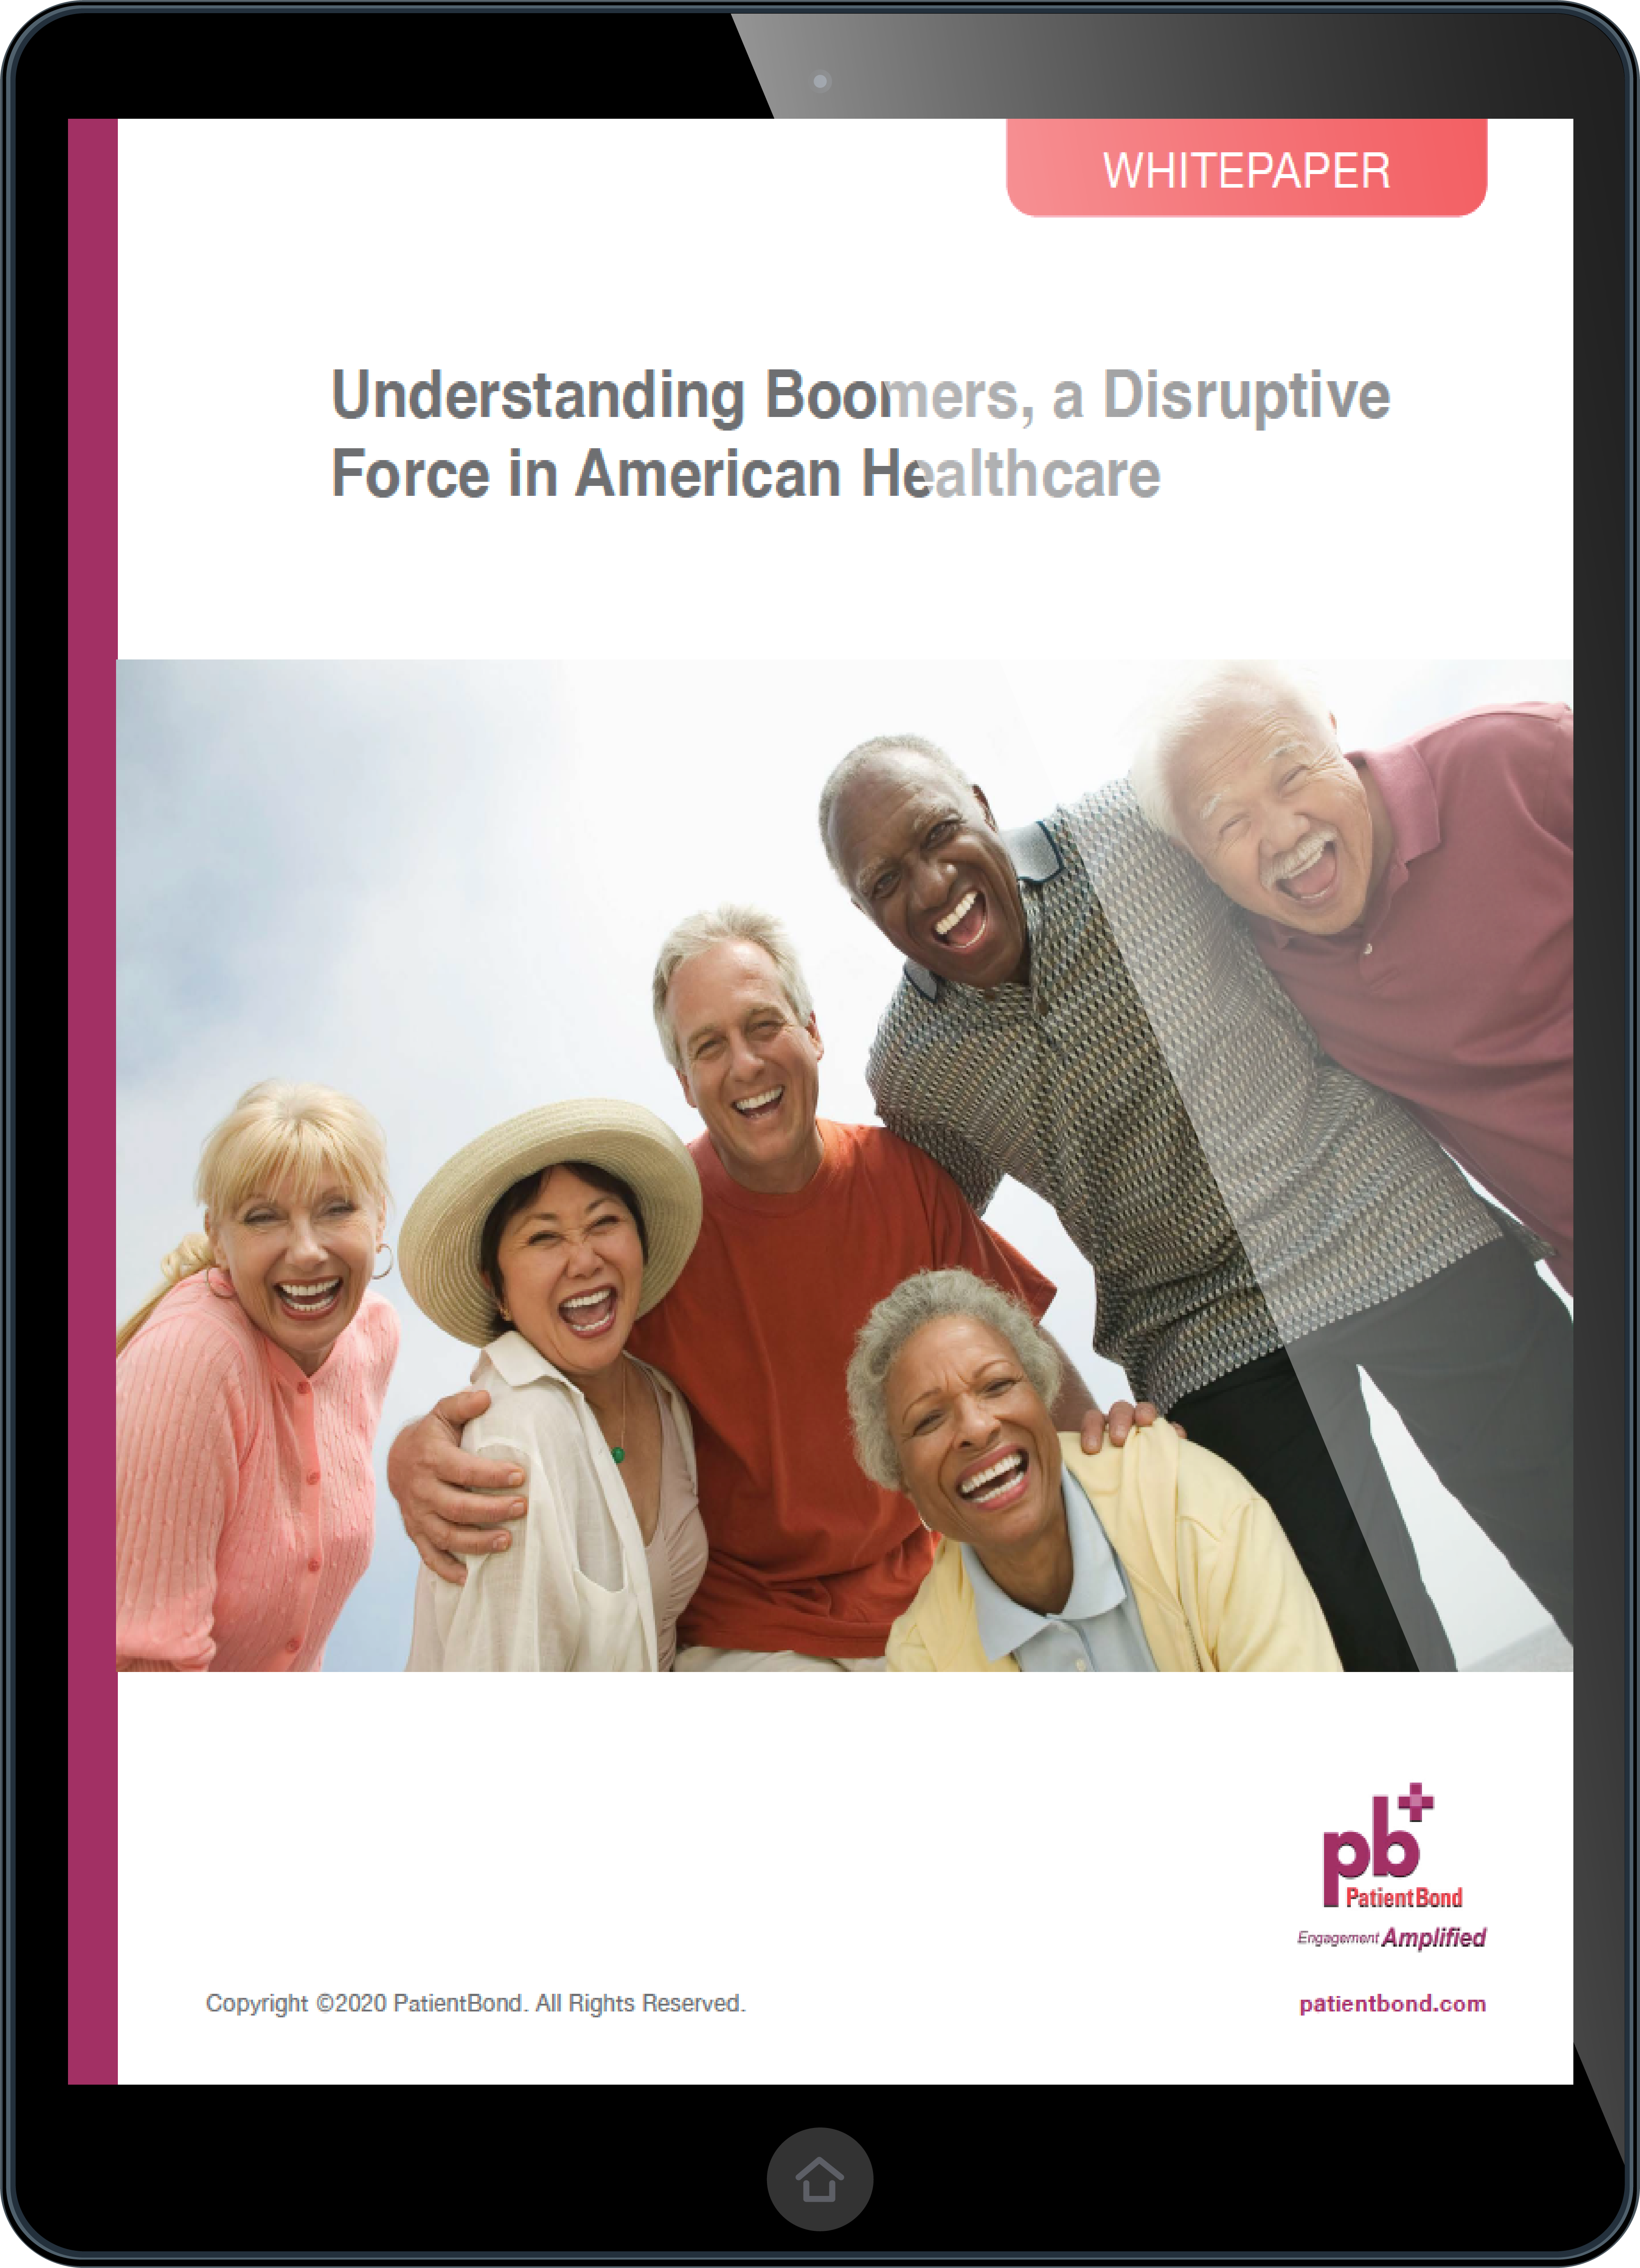 WHITEPAPER
Understanding Boomers, a Disruptive
Force in American Healthcare
pb
PatientBond
Engagement Amplified
Copyright ©2020 PatientBond. All Rights Reserved.
patientbond.com